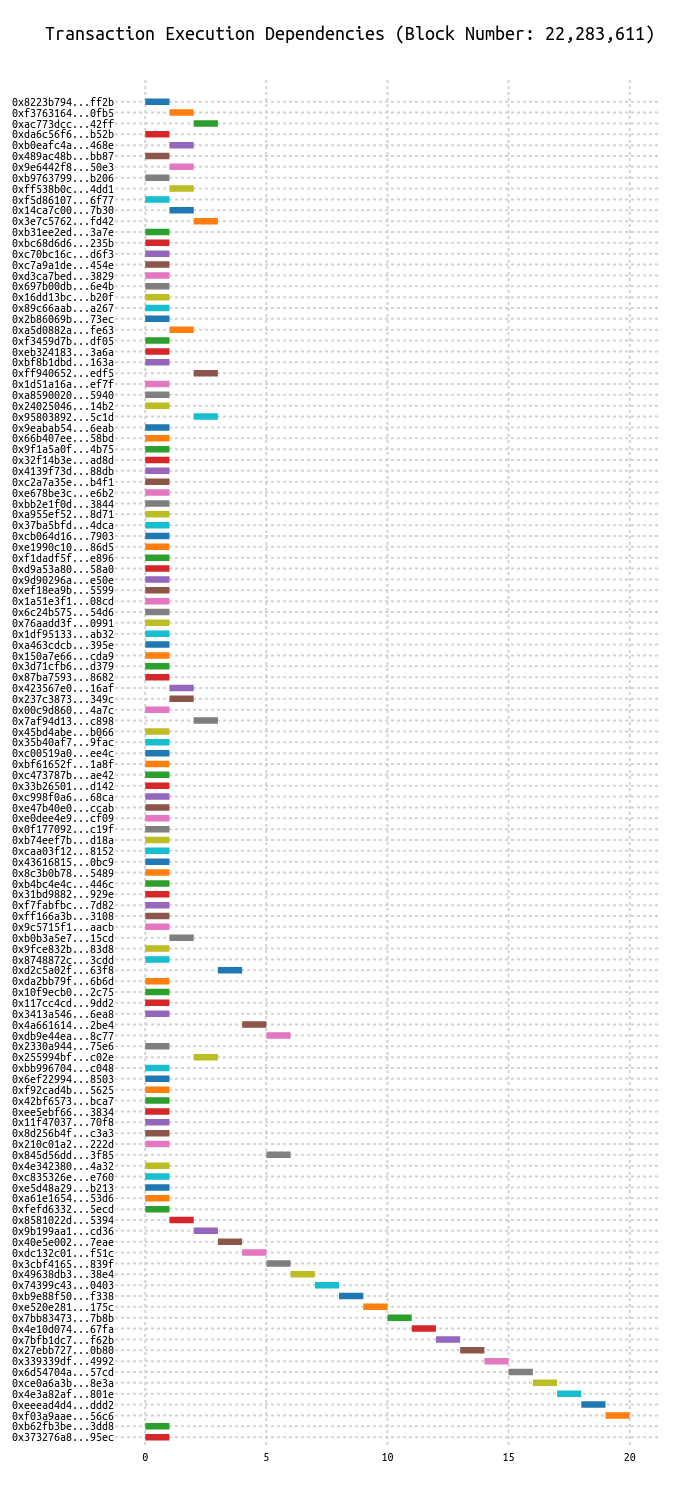 Transaction Execution Dependencies (Block Number: 22,283,611)
0x8223b794...ff2b
0xf3763164...0fb5
0xac773dcc...42ff
0xda6c56f6...b52b
0xb0eafc4a...468e
0x489ac48b...bb87
0x9e6442f8...50e3
0xb9763799...b206
0xff538b0c...4dd1
0xf5d86107...6f77
0x14ca7c00...7b30
0x3e7c5762...fd42
0xb31ee2ed...3a7e
0xbc68d6d6...235b
0xc70bc16c...d6f3
0xc7a9a1de...454e
0xd3ca7bed...3829
0x697b00db...6e4b
0x16dd13bc...b20f
0x89c66aab...a267
0x2b86069b...73ec
0xa5d0882a...fe63
0xf3459d7b...df05
0xeb324183...3a6a
0xbf8b1dbd...163a
0xff940652...edf5
0x1d51a16a...ef7f
0xa8590020...5940
0x24025046...14b2
0x95803892...5c1d
0x9eabab54...6eab
0x66b407ee...58bd
0x9f1a5a0f...4b75
0x32f14b3e...ad8d
0x4139f73d...88db
0xc2a7a35e...b4f1
0xe678be3c...e6b2
0xbb2e1f0d...3844
0xa955ef52...8d71
0x37ba5bfd...4dca
0xcb064d16...7903
0xe1990c10...86d5
0xf1dadf5f...e896
0xd9a53a80...58a0
0x9d90296a...e50e
0xef18ea9b...5599
0x1a51e3f1...08cd
0x6c24b575...54d6
0x76aadd3f...0991
0x1df95133...ab32
0xa463cdcb...395e
0x150a7e66...cda9
0x3d71cfb6...d379
0x87ba7593...8682
0x423567e0...16af
0x237c3873...349c
0x00c9d860...4a7c
0x7af94d13...c898
0x45bd4abe...b066
0x35b40af7...9fac
0xc00519a0...ee4c
0xbf61652f...1a8f
0xc473787b...ae42
0x33b26501...d142
0xc998f0a6...68ca
0xe47b40e0...ccab
0xe0dee4e9...cf09
0x0f177092...c19f
0xb74eef7b...d18a
0xcaa03f12...8152
0x43616815...0bc9
0x8c3b0b78...5489
0xb4bc4e4c...446c
0x31bd9882...929e
0xf7fabfbc...7d82
0xff166a3b...3108
0x9c5715f1...aacb
0xb0b3a5e7...15cd
0x9fce832b...83d8
0x8748872c...3cdd
0xd2c5a02f...63f8
0xda2bb79f...6b6d
0x10f9ecb0...2c75
0x117cc4cd...9dd2
0x3413a546...6ea8
0x4a661614...2be4
0xdb9e44ea...8c77
0x2330a944...75e6
0x255994bf...c02e
0xbb996704...c048
0x6ef22994...8503
0xf92cad4b...5625
0x42bf6573...bca7
0xee5ebf66...3834
0x11f47037...70f8
0x8d256b4f...c3a3
0x210c01a2...222d
0x845d56dd...3f85
0x4e342380...4a32
0xc835326e...e760
0xe5d48a29...b213
0xa61e1654...53d6
0xfefd6332...5ecd
0x8581022d...5394
0x9b199aa1...cd36
0x40e5e002...7eae
0xdc132c01...f51c
0x3cbf4165...839f
0x49638db3...38e4
0x74399c43...0403
0xb9e88f50...f338
0xe520e281...175c
0x7bb83473...7b8b
0x4e10d074...67fa
0x7bfb1dc7...f62b
0x27ebb727...0b80
0x339339df...4992
0x6d54704a...57cd
0xce0a6a3b...8e3a
0x4e3a82af...801e
0xeeead4d4...ddd2
0xf03a9aae...56c6
0xb62fb3be...3dd8
0x373276a8...95ec
0 5 10 15 20